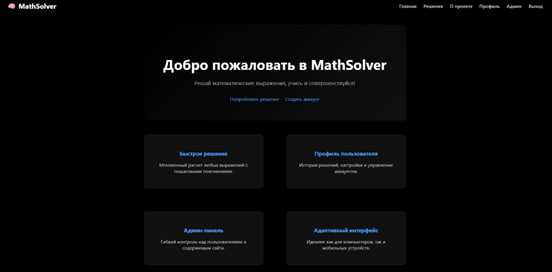 MathSolver
Главная Решения О проекте Профиль Админ Выход
Добро пожаловать в MathSolver
Решай математические выражения, учись и совершенствуйся!
Попробовать решение Создать аккаунт
Быстрое решение
Мгновенный расчет любых выражений с
пошаговыми пояснениями.
Профиль пользователя
История решений, настройки и управление
аккаунтом.
Админ-панель
Гибкий контроль над пользователями и
содержимым сайта.
Адаптивный интерфейс
Идеален как для компьютеров, так и
мобильных устройств.